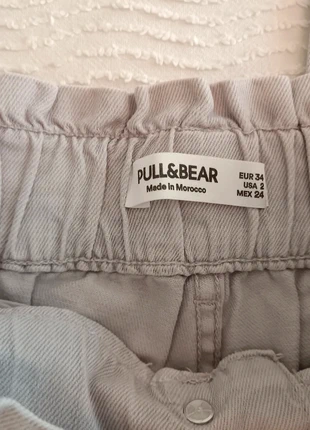 PULL&BEAR
Made in Morocco
EUR 34
USA 2
MEX 24